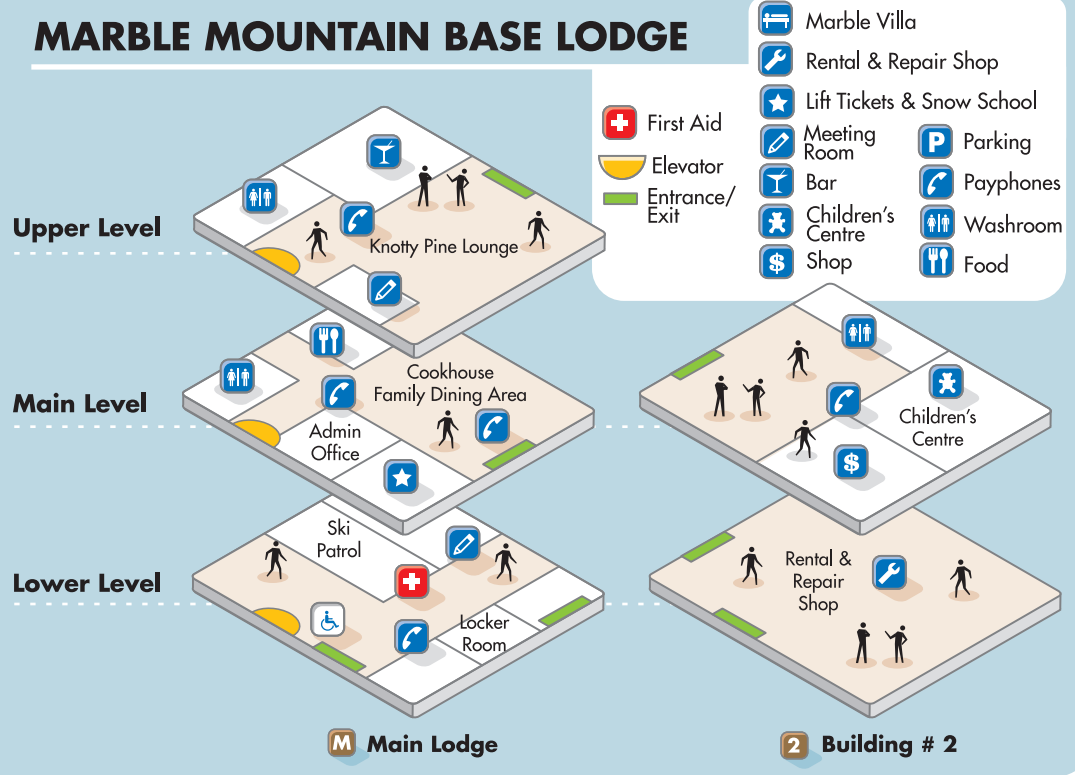 MARBLE MOUNTAIN BASE LODGE
Marble Villa
Rental & Repair Shop
Lift Tickets & Snow School
Meeting
Room
Bar
Children's
Centre
$
Shop
P
Parking
Payphones
Washroom
Food
First Aid
Elevator
Entrance/
Exit
Upper Level
Knotty Pine Lounge
Main Level
Cookhouse
Family Dining Area
Admin
Office
Children's
Centre
$
Lower Level
Ski
Patrol
Locker
Room
Rental &
Repair
Shop
M Main Lodge
2 Building # 2